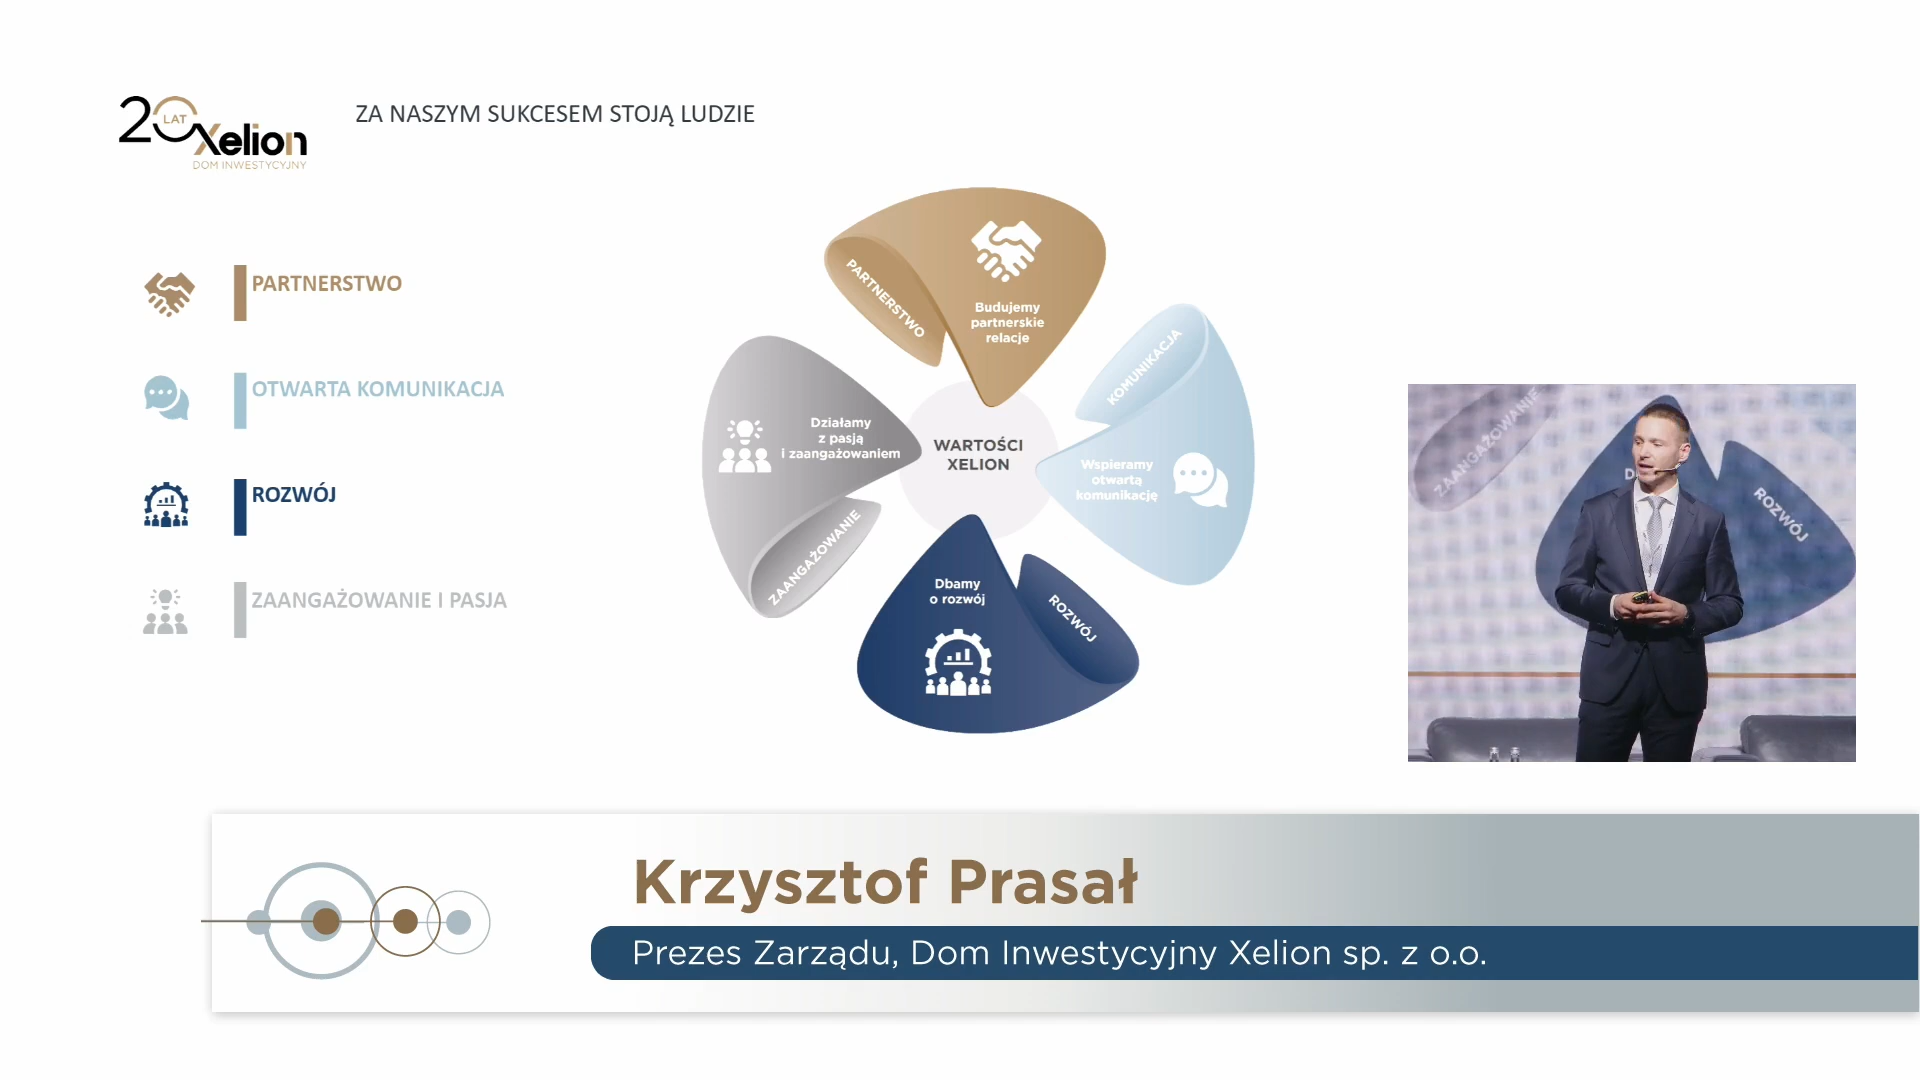 20 LAT
Xelion
DOM INWESTYCYJNY
ZA NASZYM SUKCESEM STOJĄ LUDZIE
PARTNERSTWO
OTWARTA KOMUNIKACJA
ROZWÓJ
ZAANGAŻOWANIE I PASJA
PARTNERSTWO
Budujemy
partnerskie
relacje
KOMUNIKACJA
Wspieramy
otwartą
komunikację
Działamy
z pasją
i zaangażowaniem
ZAANGAŻOWANIE
WARTOŚCI
XELION
Dbamy
o rozwój
ROZWÓJ
ZAANGAŻOWANIE
ROZWÓJ
Krzysztof Prasał
Prezes Zarządu, Dom Inwestycyjny Xelion sp. z o.o.